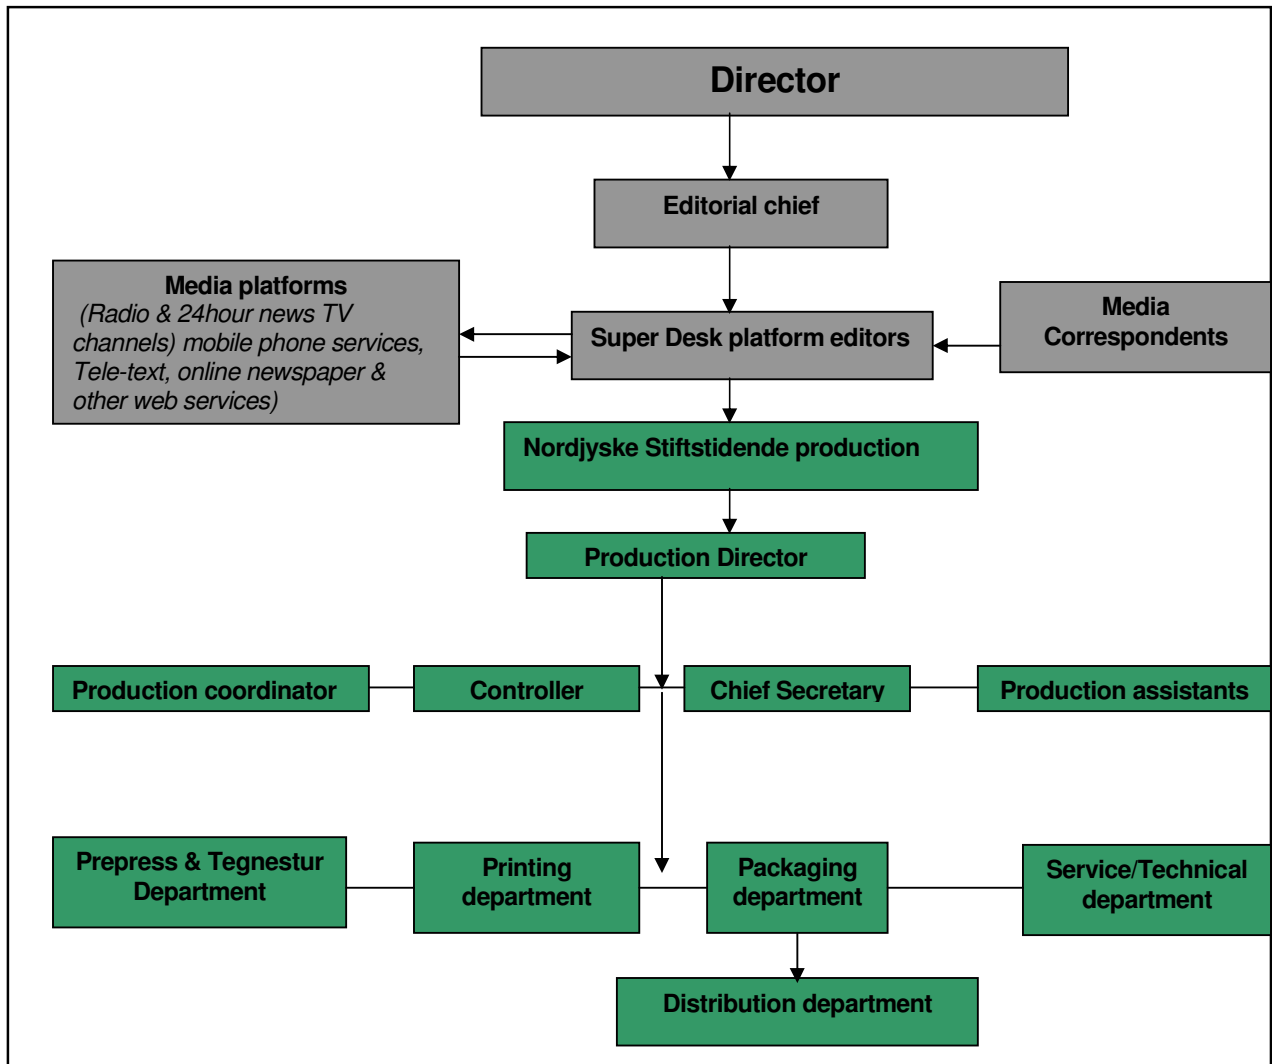 Director
Editorial chief
Media platforms
(Radio & 24hour news TV
channels) mobile phone services,
Tele-text, online newspaper &
other web services)
Super Desk platform editors
Media
Correspondents
Nordjyske Stiftstidende production
Production Director
Production coordinator
Controller
Chief Secretary
Production assistants
Prepress & Tegnestur
Department
Printing
department
Packaging
department
Service/Technical
department
Distribution department